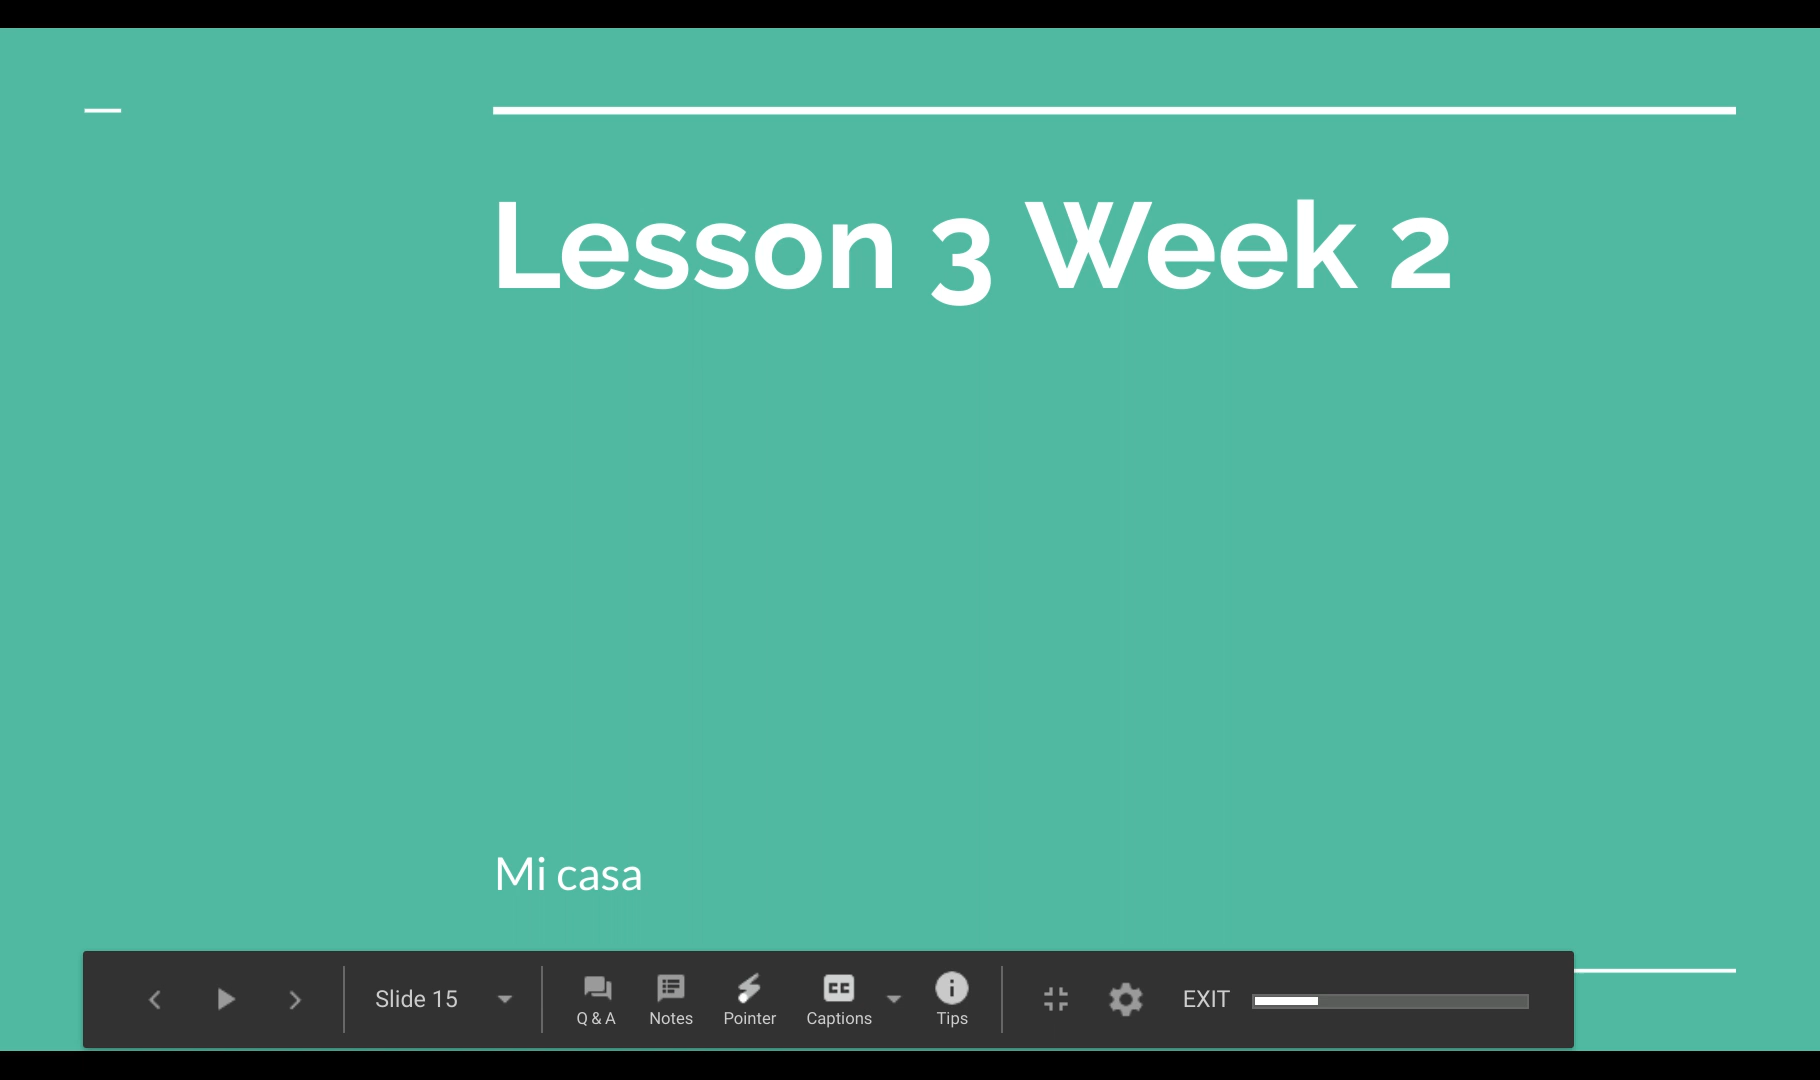 Lesson 3 Week 2
Mi casa
Slide 15
Q & A
Notes
Pointer
Captions
Tips
EXIT